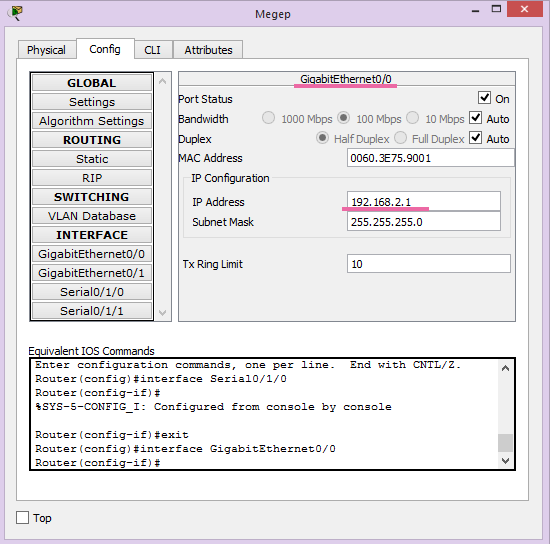 Megep
Physical Config CLI Attributes
GLOBAL
Settings
Algorithm Settings
ROUTING
Static
RIP
SWITCHING
VLAN Database
INTERFACE
GigabitEthernet0/0
GigabitEthernet0/1
Serial0/1/0
Serial0/1/1
GigabitEthernet0/0
Port Status On
Bandwidth 1000 Mbps 100 Mbps 10 Mbps Auto
Duplex Half Duplex Full Duplex Auto
MAC Address 0060.3E75.9001
IP Configuration
IP Address 192.168.2.1
Subnet Mask 255.255.255.0
Tx Ring Limit 10
Equivalent IOS Commands
Enter configuration commands, one per line. End with CNTL/Z.
Router(config)#interface Serial0/1/0
Router(config-if)#
%SYS-5-CONFIG_I: Configured from console by console
Router(config-if)#exit
Router(config)#interface GigabitEthernet0/0
Router(config-if)#
Top